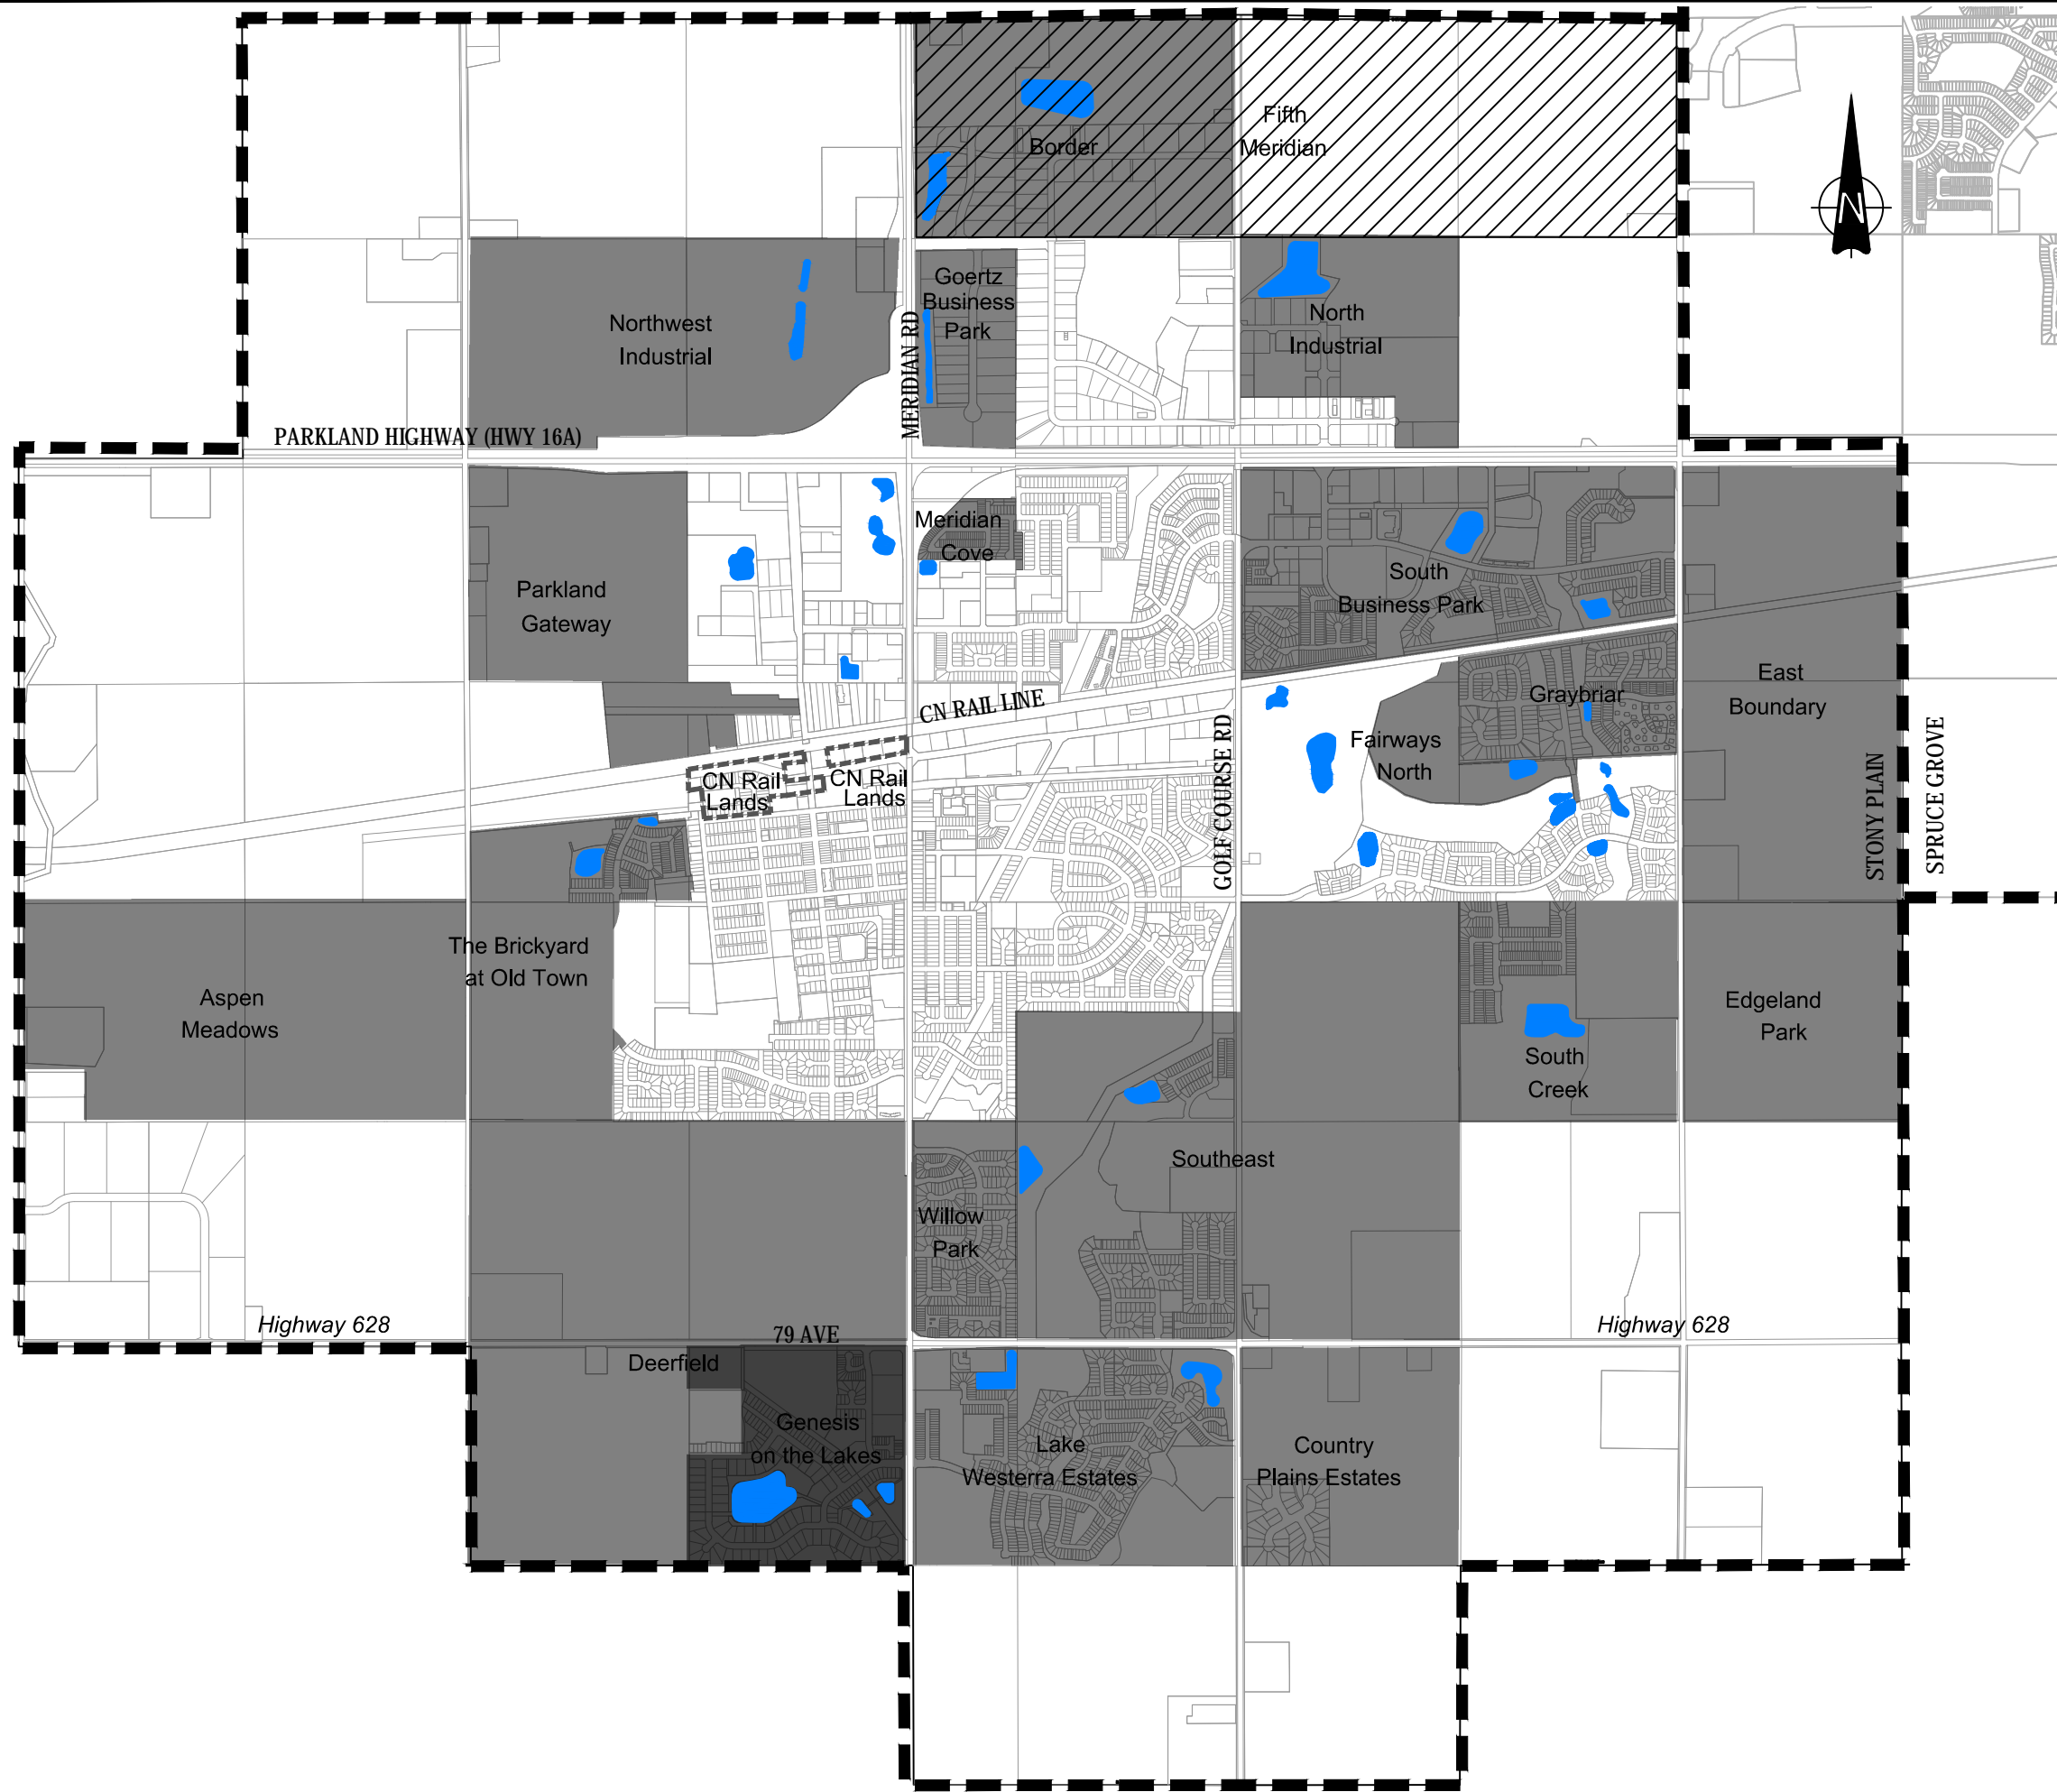 Fifth
Meridian
Border
N
Goertz
Business
Park
Northwest
Industrial
North
Industrial
MERIDIAN RD
PARKLAND HIGHWAY (HWY 16A)
Meridian
Cove
South
Business Park
Parkland
Gateway
East
Boundary
Graybriar
CN RAIL LINE
Fairways
North
GOLF COURSE RD
STONY PLAIN
SPRUCE GROVE
CN Rail
Lands
CN Rail
Lands
The Brickyard
at Old Town
Aspen
Meadows
Edgeland
Park
South
Creek
Southeast
Willow
Park
Highway 628
79 AVE
Highway 628
Deerfield
Genesis
on the Lakes
Lake
Westerra Estates
Country
Plains Estates